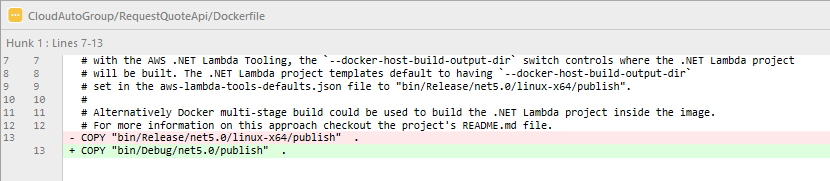 CloudAutoGroup/RequestQuoteApi/Dockerfile
Hunk 1 : Lines 7-13
7 7 # with the AWS .NET Lambda Tooling, the `--docker-host-build-output-dir` switch controls where the .NET Lambda project
8 8 # will be built. The .NET Lambda project templates default to having `--docker-host-build-output-dir`
9 9 # set in the aws-lambda-tools-defaults.json file to "bin/Release/net5.0/linux-x64/publish".
10 10 #
11 11 # Alternatively Docker multi-stage build could be used to build the .NET Lambda project inside the image.
12 12 # For more information on this approach checkout the project's README.md file.
13 - COPY "bin/Release/net5.0/linux-x64/publish"  .
13 + COPY "bin/Debug/net5.0/publish"  .